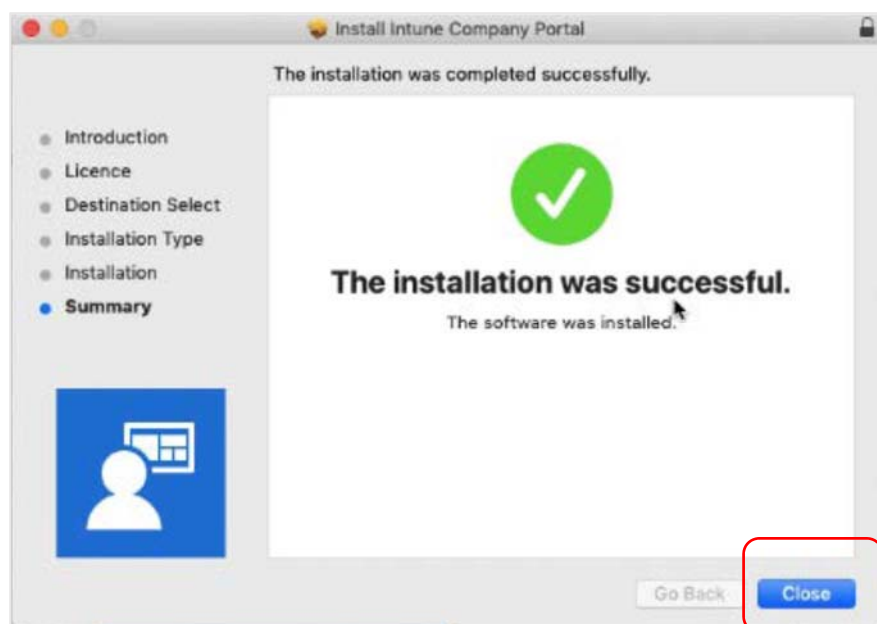 Install Intune Company Portal
The installation was completed successfully.
Introduction
Licence
Destination Select
Installation Type
Installation
Summary
The installation was successful.
The software was installed.
Go Back
Close